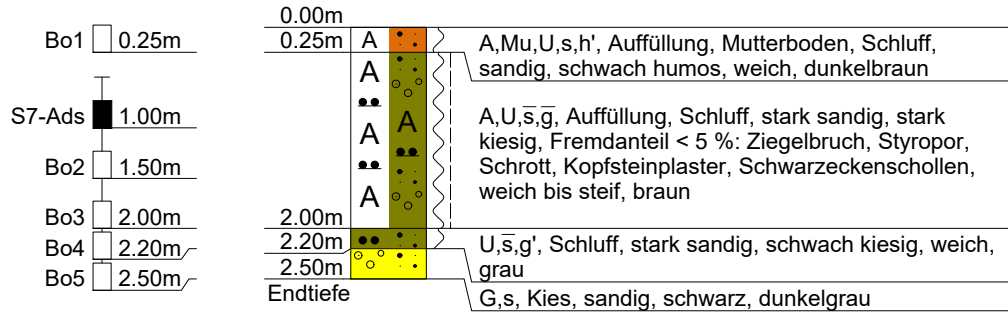 Bo1 0.25m
S7-Ads 1.00m
Bo2 1.50m
Bo3 2.00m
Bo4 2.20m
Bo5 2.50m
0.00m
0.25m
2.00m
2.20m
2.50m
Endtiefe
A
A
A
A
A
A,Mu,U,s,h', Auffüllung, Mutterboden, Schluff,
sandig, schwach humos, weich, dunkelbraun
A,U,s̅,g̅, Auffüllung, Schluff, stark sandig, stark
kiesig, Fremdanteil < 5 %: Ziegelbruch, Styropor,
Schrott, Kopfsteinplaster, Schwarzeckenschollen,
weich bis steif, braun
U,s̅,g', Schluff, stark sandig, schwach kiesig, weich,
grau
G,s, Kies, sandig, schwarz, dunkelgrau